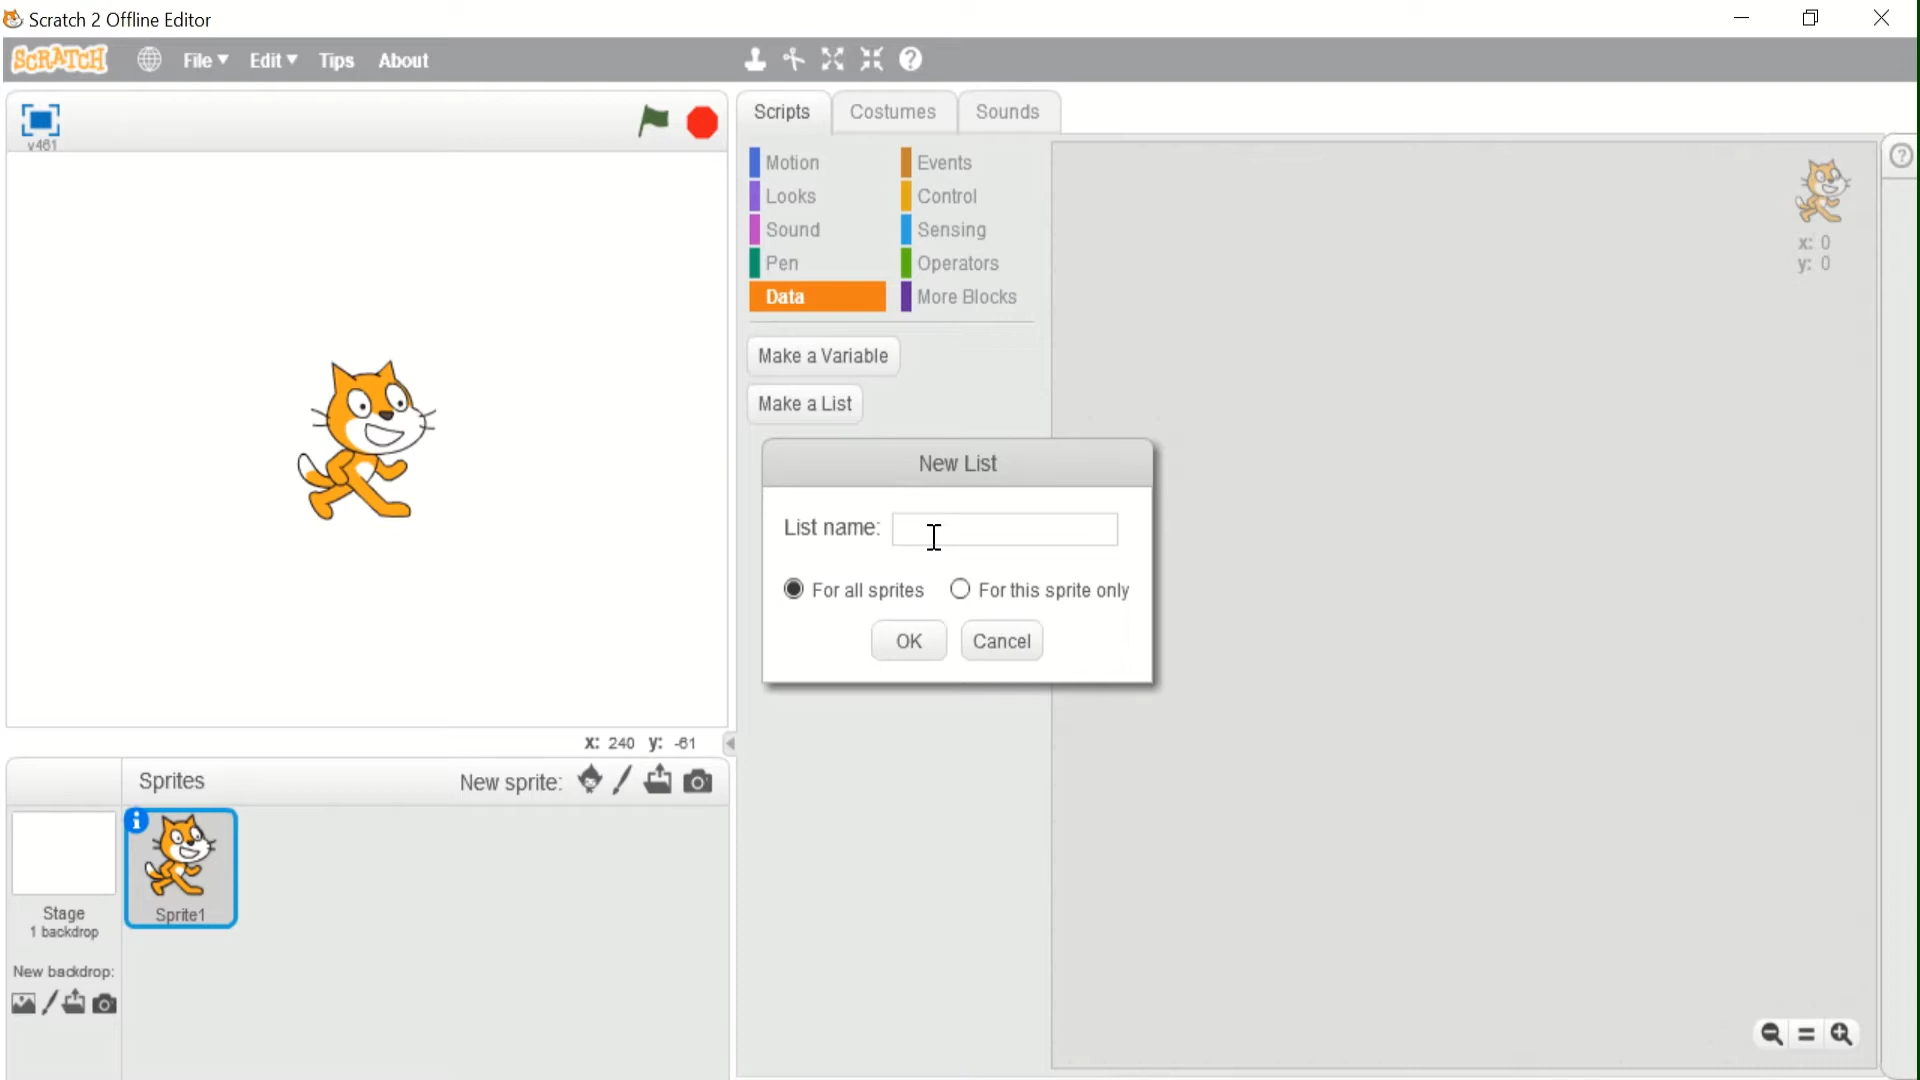 Scratch 2 Offline Editor
SCRATCH File Edit Tips About
v461
Scripts Costumes Sounds
Motion Events
Looks Control
Sound Sensing
Pen Operators
Data More Blocks
x: 0
y: 0
Make a Variable
Make a List
New List
List name:
For all sprites For this sprite only
OK Cancel
x: 240 y: -61
Sprites New sprite:
Sprite1
Stage
1 backdrop
New backdrop: